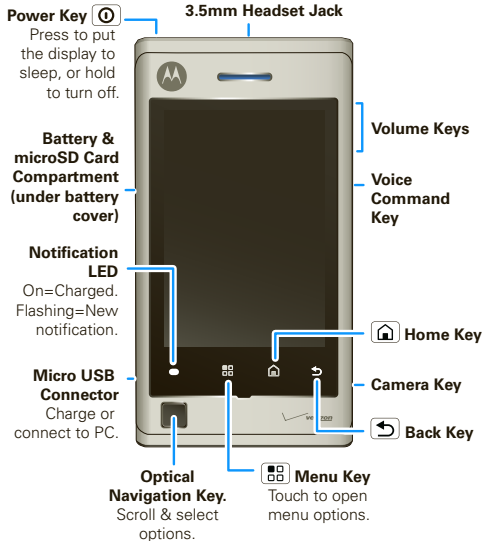 Power Key
Press to put
the display to
sleep, or hold
to turn off.
3.5mm Headset Jack
Battery &
microSD Card
Compartment
(under battery
cover)
Notification
LED
On=Charged.
Flashing=New
notification.
Micro USB
Connector
Charge or
connect to PC.
Volume Keys
Voice
Command
Key
Home Key
Camera Key
verizon
Back Key
Optical
Navigation Key.
Scroll & select
options.
Menu Key
Touch to open
menu options.